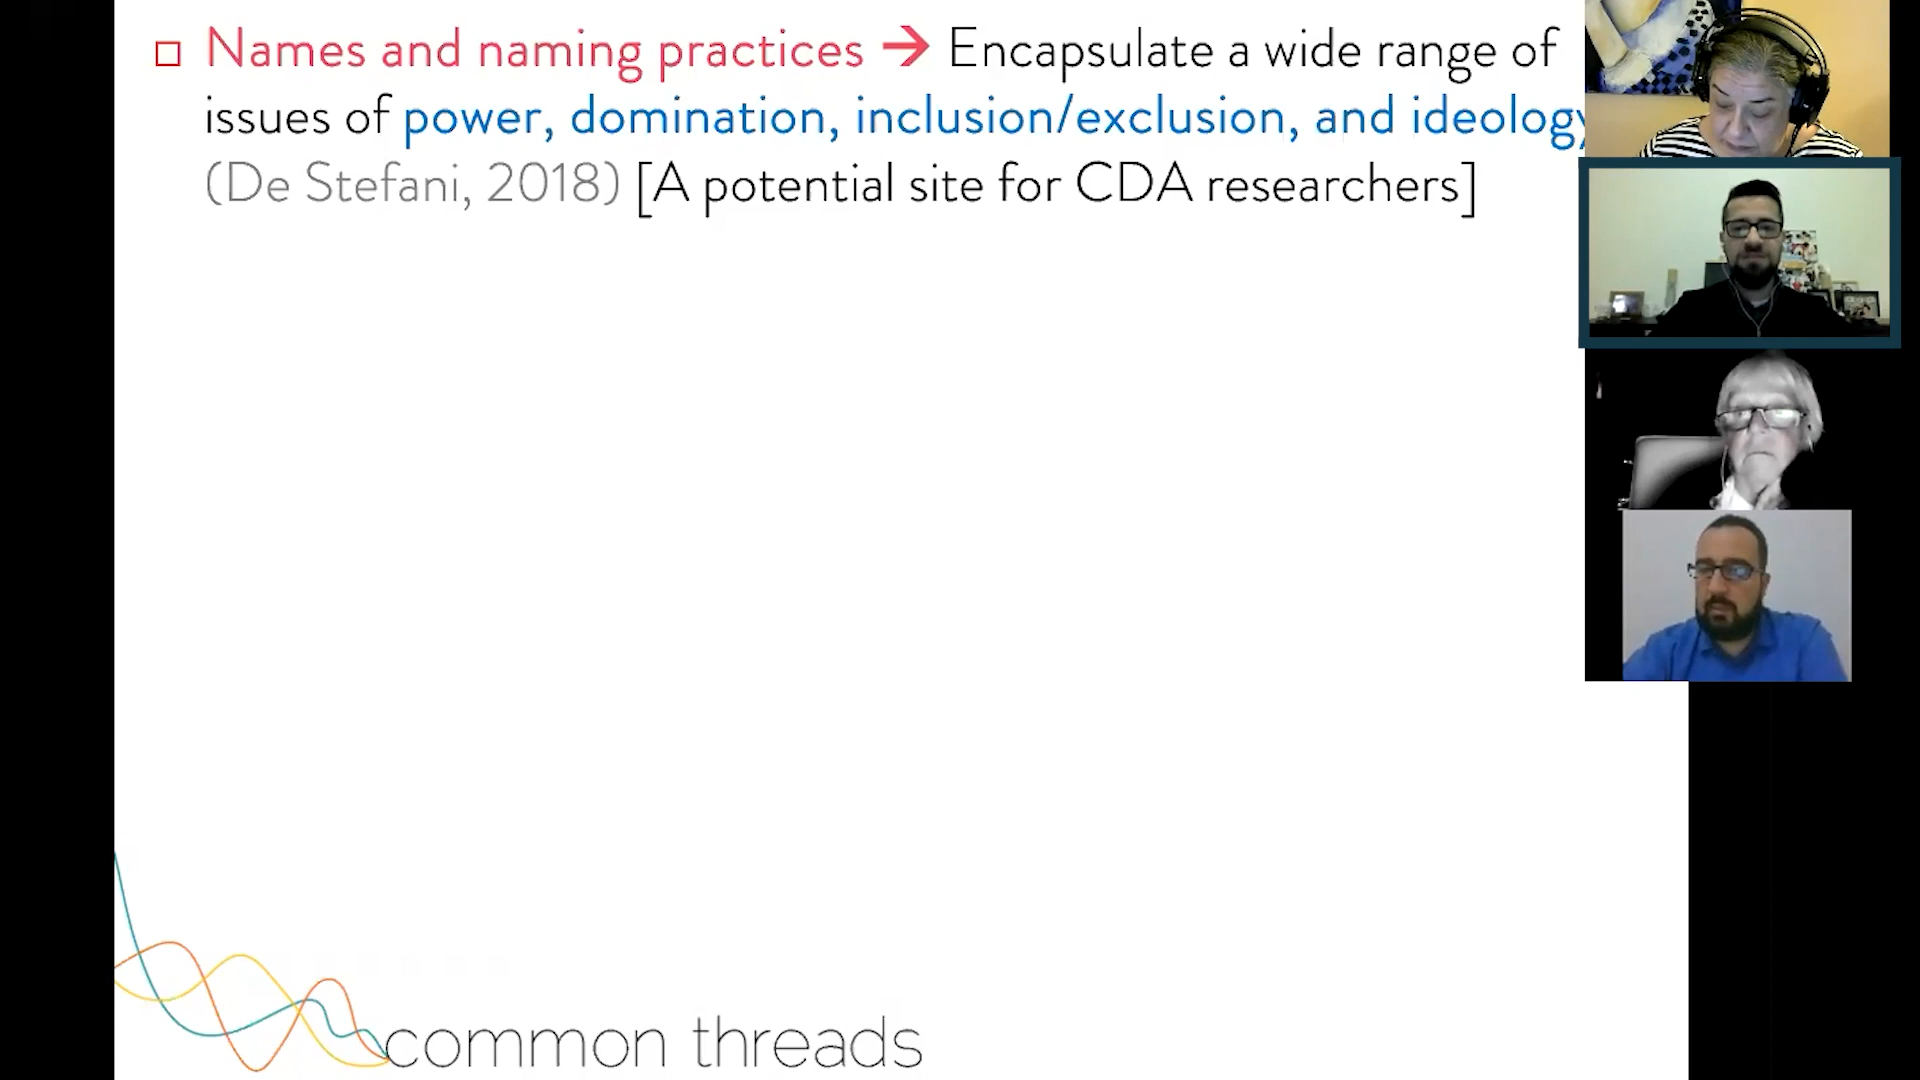 Names and naming practices → Encapsulate a wide range of
issues of power, domination, inclusion/exclusion, and ideology
(De Stefani, 2018) [A potential site for CDA researchers]
common threads